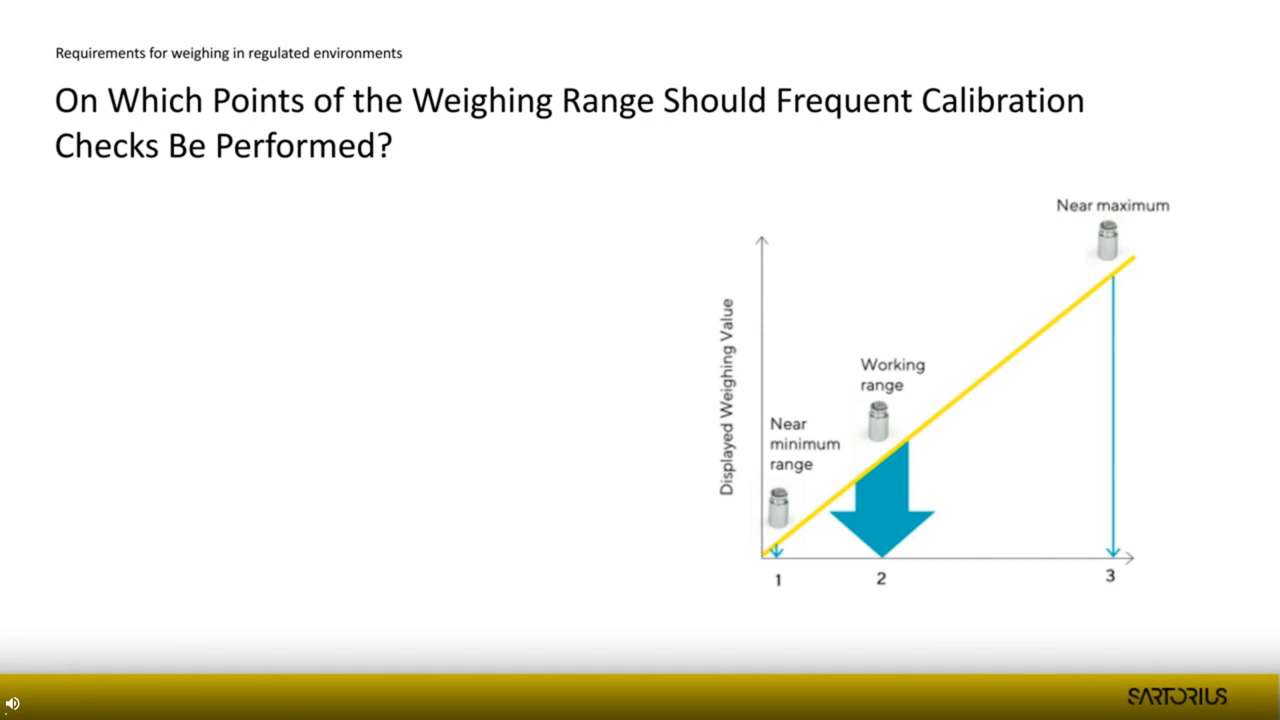 Requirements for weighing in regulated environments
On Which Points of the Weighing Range Should Frequent Calibration
Checks Be Performed?
Near maximum
Displayed Weighing Value
Working
range
Near
minimum
range
1
2
3
SARTORIUS